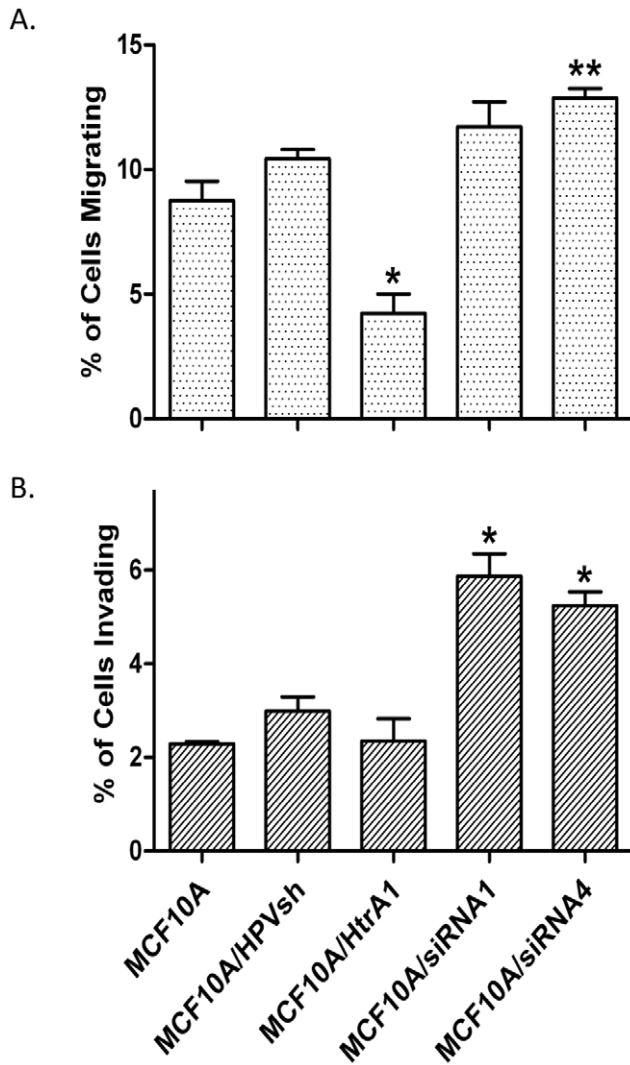 A.
% of Cells Migrating
15
10
5
0
*
**
B.
% of Cells Invading
6
4
2
0
*
*
MCF10A
MCF10A/HPVsh
MCF10A/HtrA1
MCF10A/siRNA1
MCF10A/siRNA4